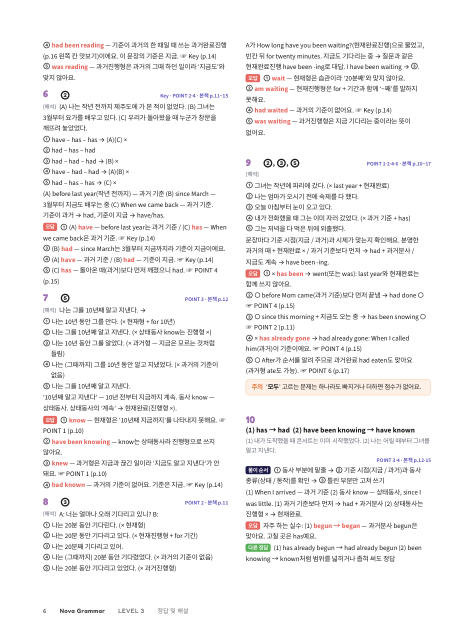 ④ had been reading — 기준이 과거의 한 때일 때 쓰는 과거완료진행
(p.16 왼쪽 칸 맛보기)이에요. 이 문장의 기준은 지금. ☞ Key (p.14)
⑤ was reading — 과거진행형은 과거의 그때 하던 일이라 '지금도'와
맞지 않아요.
6 ② Key · POINT 2-4 · 본책 p.11~15
[해석] (A) 나는 작년 전까지 제주도에 가 본 적이 없었다. (B) 그녀는
3월부터 요가를 배우고 있다. (C) 우리가 돌아왔을 때 누군가 창문을
깨뜨려 놓았었다.
① have – has – has → (A)(C) ×
② had – has – had
③ had – had – had → (B) ×
④ have – had – had → (A)(B) ×
⑤ had – has – has → (C) ×
(A) before last year(작년 전까지) — 과거 기준 (B) since March —
3월부터 지금도 배우는 중 (C) When we came back — 과거 기준.
기준이 과거 → had, 기준이 지금 → have/has.
오답 ① (A) have — before last year는 과거 기준 / (C) has — When
we came back은 과거 기준. ☞ Key (p.14)
③ (B) had — since March는 3월부터 지금까지라 기준이 지금이에요.
④ (A) have — 과거 기준 / (B) had — 기준이 지금. ☞ Key (p.14)
⑤ (C) has — 돌아온 때(과거)보다 먼저 깨졌으니 had. ☞ POINT 4
(p.15)
7 ⑤ POINT 3 · 본책 p.12
[해석] 나는 그를 10년째 알고 지낸다. →
① 나는 10년 동안 그를 안다. (× 현재형 + for 10년)
② 나는 그를 10년째 알고 지낸다. (× 상태동사 know는 진행형 ×)
③ 나는 10년 동안 그를 알았다. (× 과거형 — 지금은 모르는 것처럼
들림)
④ 나는 (그때까지) 그를 10년 동안 알고 지냈었다. (× 과거의 기준이
없음)
⑤ 나는 그를 10년째 알고 지낸다.
'10년째 알고 지낸다' — 10년 전부터 지금까지 계속. 동사 know —
상태동사. 상태동사의 '계속' → 현재완료(진행형 ×).
오답 ① know — 현재형은 '10년째 지금까지'를 나타내지 못해요. ☞
POINT 1 (p.10)
② have been knowing — know는 상태동사라 진행형으로 쓰지
않아요.
③ knew — 과거형은 지금과 끊긴 일이라 '지금도 알고 지낸다'가 안
돼요. ☞ POINT 1 (p.10)
④ had known — 과거의 기준이 없어요. 기준은 지금. ☞ Key (p.14)
8 ③ POINT 2 · 본책 p.11
[해석] A: 너는 얼마나 오래 기다리고 있니? B:
① 나는 20분 동안 기다린다. (× 현재형)
② 나는 20분 동안 기다리고 있다. (× 현재진행형 + for 기간)
③ 나는 20분째 기다리고 있어.
④ 나는 (그때까지) 20분 동안 기다렸었다. (× 과거의 기준이 없음)
⑤ 나는 20분 동안 기다리고 있었다. (× 과거진행형)
A가 How long have you been waiting?(현재완료진행)으로 물었고,
빈칸 뒤 for twenty minutes. 지금도 기다리는 중 → 질문과 같은
현재완료진행 have been -ing로 대답. I have been waiting → ③.
오답 ① wait — 현재형은 습관이라 '20분째'와 맞지 않아요.
② am waiting — 현재진행형은 for + 기간과 함께 '~째'를 말하지
못해요.
④ had waited — 과거의 기준이 없어요. ☞ Key (p.14)
⑤ was waiting — 과거진행형은 지금 기다리는 중이라는 뜻이
없어요.
9 ②, ③, ⑤ POINT 1·2·4·6 · 본책 p.10~17
[해석]
① 그녀는 작년에 파리에 갔다. (× last year + 현재완료)
② 나는 엄마가 오시기 전에 숙제를 다 했다.
③ 오늘 아침부터 눈이 오고 있다.
④ 내가 전화했을 때 그는 이미 자러 갔었다. (× 과거 기준 + has)
⑤ 그는 저녁을 다 먹은 뒤에 외출했다.
문장마다 기준 시점(지금 / 과거)과 시제가 맞는지 확인해요. 분명한
과거의 때 + 현재완료 × / 과거 기준보다 먼저 → had + 과거분사 /
지금도 계속 → have been -ing.
오답 ① × has been → went(또는 was): last year와 현재완료는
함께 쓰지 않아요.
② ○ before Mom came(과거 기준)보다 먼저 끝냄 → had done ○
☞ POINT 4 (p.15)
③ ○ since this morning + 지금도 오는 중 → has been snowing ○
☞ POINT 2 (p.11)
④ × has already gone → had already gone: When I called
him(과거)이 기준이에요. ☞ POINT 4 (p.15)
⑤ ○ After가 순서를 알려 주므로 과거완료 had eaten도 맞아요
(과거형 ate도 가능). ☞ POINT 6 (p.17)
주의 '모두' 고르는 문제는 하나라도 빠지거나 더하면 점수가 없어요.
10
(1) has → had (2) have been knowing → have known
(1) 내가 도착했을 때 콘서트는 이미 시작했었다. (2) 나는 어릴 때부터 그녀를
알고 지낸다.
POINT 3-4 · 본책 p.12-15
풀이 순서 ① 동사 부분에 밑줄 → ② 기준 시점(지금 / 과거)과 동사
종류(상태 / 동작)를 확인 → ③ 틀린 부분만 고쳐 쓰기
(1) When I arrived — 과거 기준 (2) 동사 know — 상태동사, since I
was little. (1) 과거 기준보다 먼저 → had + 과거분사 (2) 상태동사는
진행형 × → 현재완료.
오답 자주 하는 실수: (1) began → began — 과거분사 begun은
맞아요. 고칠 곳은 has예요.
다른 정답 (1) has already begun → had already begun (2) been
knowing → known처럼 범위를 넓히거나 좁혀 써도 정답
6 Nova Grammar LEVEL 3 정답 및 해설